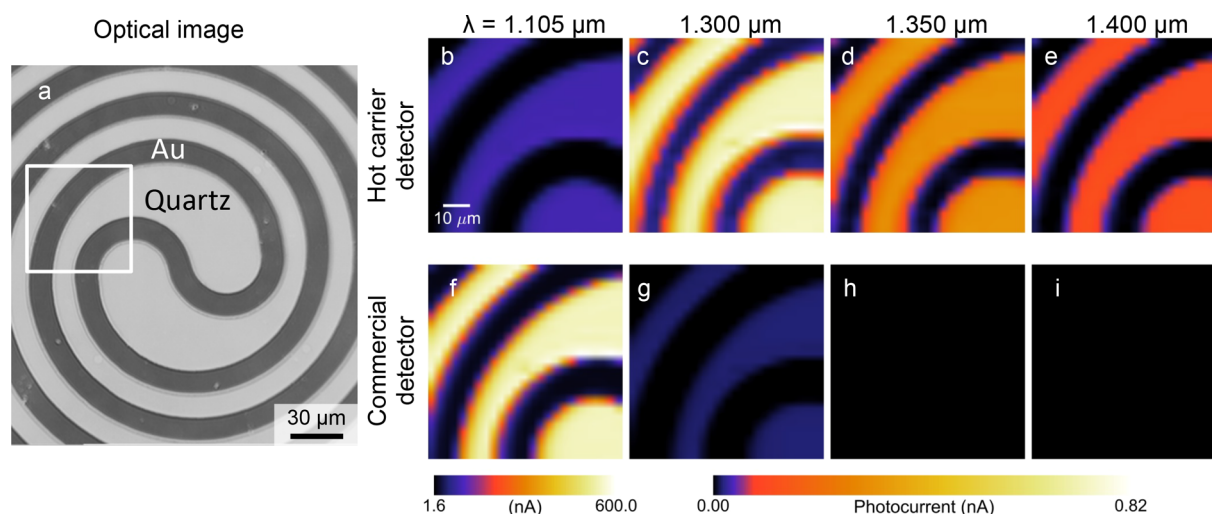 Optical image
λ = 1.105 µm
1.300 µm
1.350 µm
1.400 µm
a
Au
Quartz
30 µm
Hot carrier
detector
b
c
d
e
10 µm
Commercial
detector
f
g
h
i
1.6
(nA)
600.0
0.00
Photocurrent (nA)
0.82